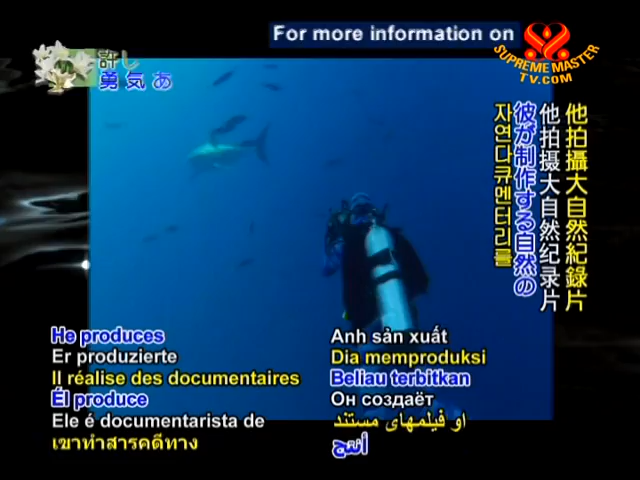 For more information on
SUPREME MASTER
TV.COM
許し
勇気 あ
他拍攝大自然紀錄片
他拍摄大自然纪录片
彼が制作する自然の
자연다큐멘터리를
He produces
Er produzierte
Il réalise des documentaires
Él produce
Ele é documentarista de
เขาทำสารคดีทาง
Anh sản xuất
Dia memproduksi
Beliau terbitkan
Он создаёт
او فیلمهای مستند
أنتج